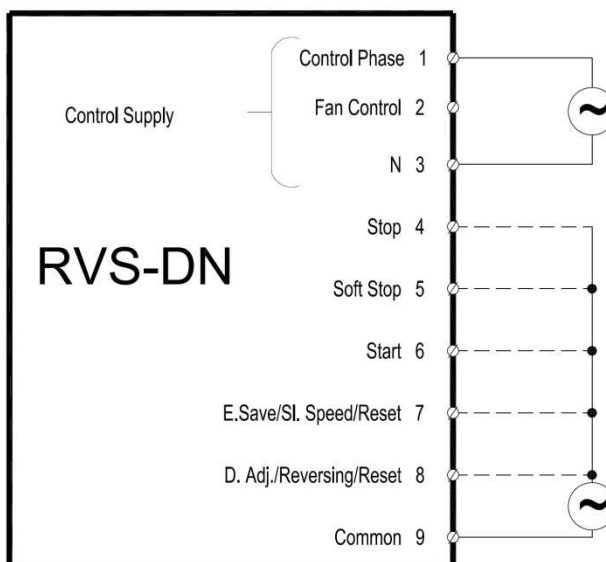 Control Phase 1
Fan Control 2
Control Supply
N 3
Stop 4
RVS-DN
Soft Stop 5
Start 6
E.Save/Sl. Speed/Reset 7
D. Adj./Reversing/Reset 8
Common 9